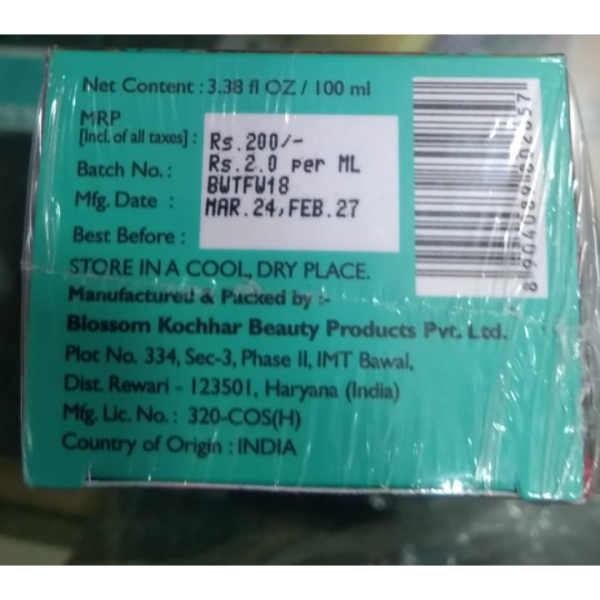 Net Content : 3.38 fl OZ / 100 ml
MRP
[Incl. of all taxes] : Rs.200/-
Rs.2.0 per ML
Batch No. : BWTFW18
Mfg. Date : MAR.24,FEB.27
Best Before :
STORE IN A COOL, DRY PLACE.
Manufactured & Packed by :-
Blossom Kochhar Beauty Products Pvt. Ltd.
Plot No. 334, Sec-3, Phase II, IMT Bawal,
Dist. Rewari - 123501, Haryana (India)
Mfg. Lic. No. : 320-COS(H)
Country of Origin : INDIA